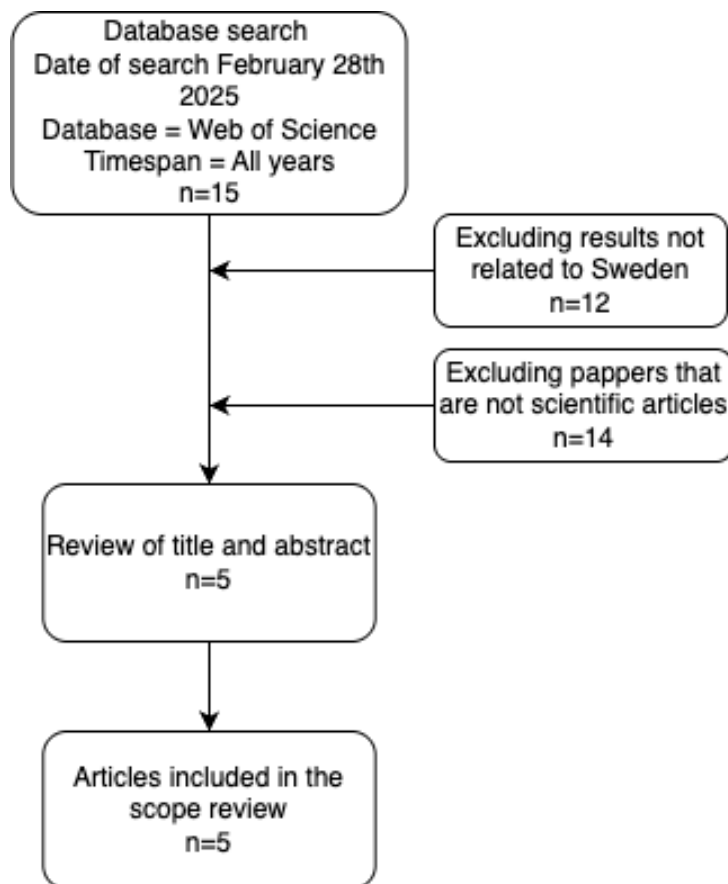 Database search
Date of search February 28th
2025
Database = Web of Science
Timespan = All years
n=15
Excluding results not
related to Sweden
n=12
Excluding pappers that
are not scientific articles
n=14
Review of title and abstract
n=5
Articles included in the
scope review
n=5